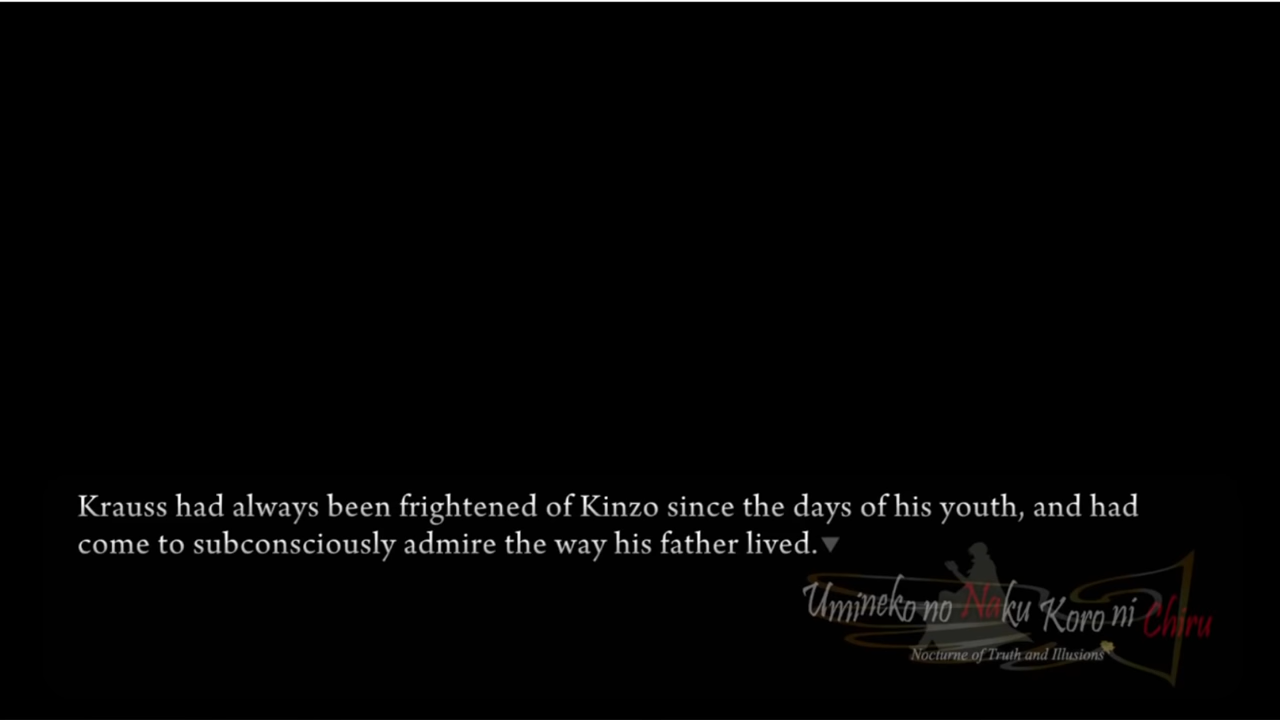 Krauss had always been frightened of Kinzo since the days of his youth, and had
come to subconsciously admire the way his father lived.
Umineko no Naku Koro ni Chiru
Nocturne of Truth and Illusions